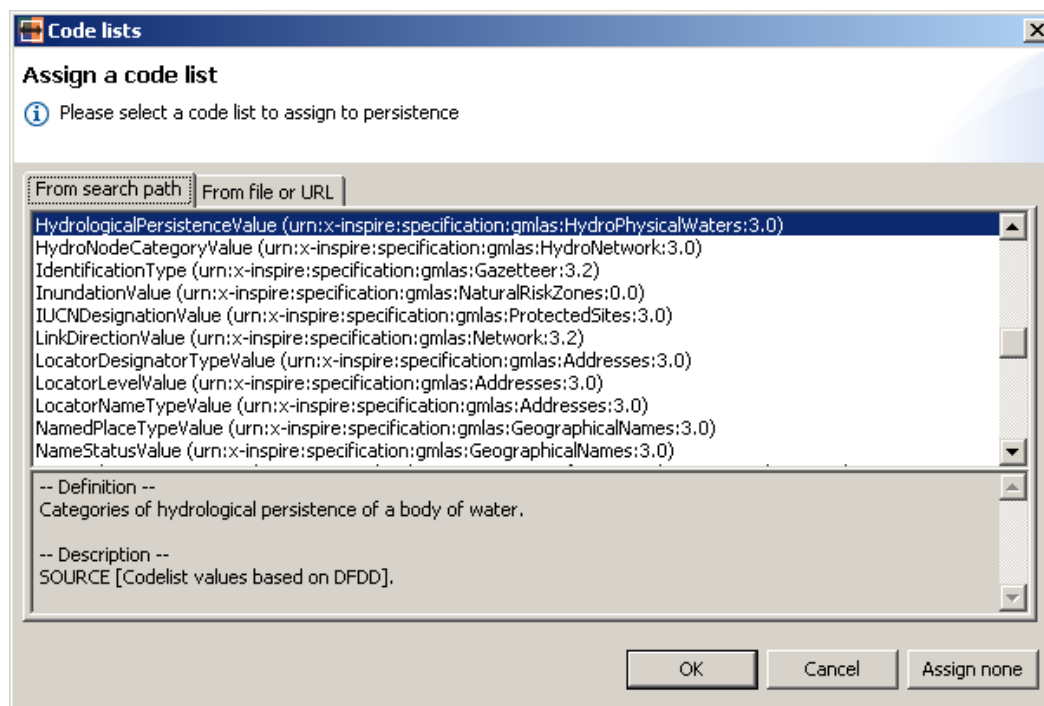 Code lists
Assign a code list
Please select a code list to assign to persistence
From search path
From file or URL
HydrologicalPersistenceValue (urn:x-inspire:specification:gmlas:HydroPhysicalWaters:3.0)
HydroNodeCategoryValue (urn:x-inspire:specification:gmlas:HydroNetwork:3.0)
IdentificationType (urn:x-inspire:specification:gmlas:Gazetteer:3.2)
InundationValue (urn:x-inspire:specification:gmlas:NaturalRiskZones:0.0)
IUCNDesignationValue (urn:x-inspire:specification:gmlas:ProtectedSites:3.0)
LinkDirectionValue (urn:x-inspire:specification:gmlas:Network:3.2)
LocatorDesignatorTypeValue (urn:x-inspire:specification:gmlas:Addresses:3.0)
LocatorLevelValue (urn:x-inspire:specification:gmlas:Addresses:3.0)
LocatorNameTypeValue (urn:x-inspire:specification:gmlas:Addresses:3.0)
NamedPlaceTypeValue (urn:x-inspire:specification:gmlas:GeographicalNames:3.0)
NameStatusValue (urn:x-inspire:specification:gmlas:GeographicalNames:3.0)
-- Definition --
Categories of hydrological persistence of a body of water.
-- Description --
SOURCE [Codelist values based on DFDD].
OK
Cancel
Assign none